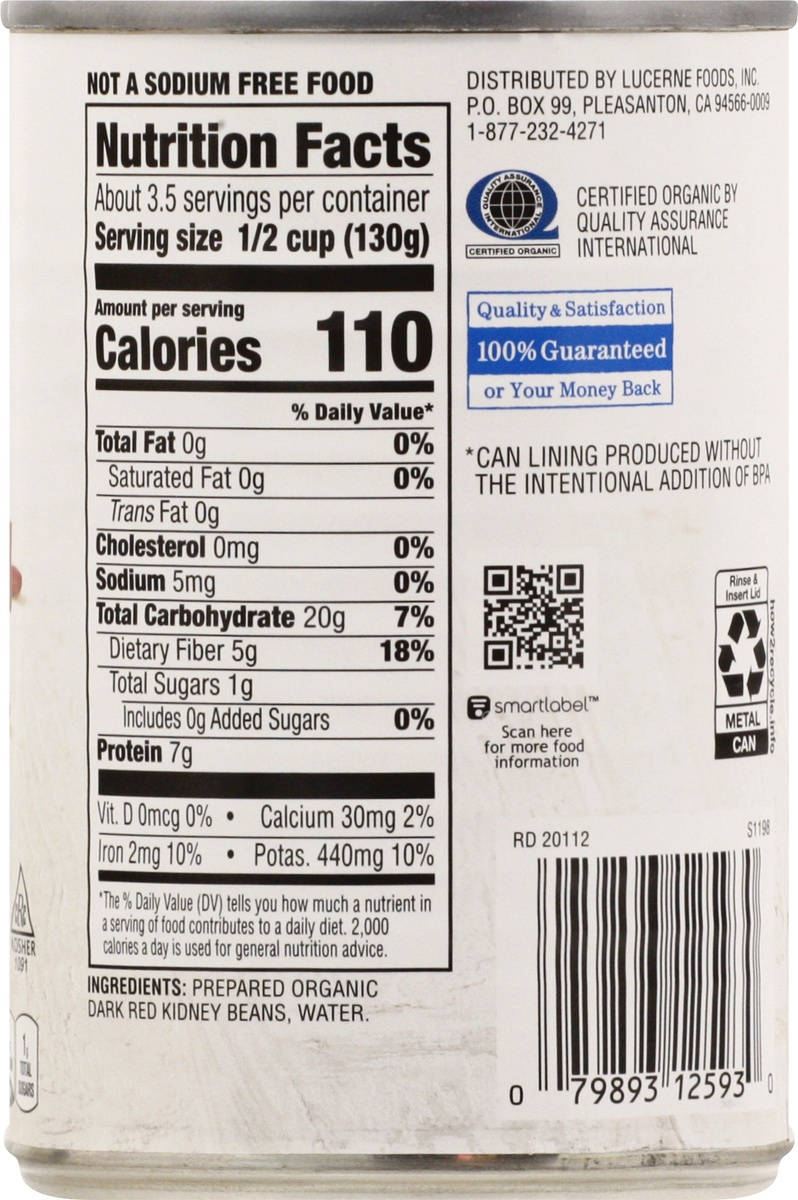 NOT A SODIUM FREE FOOD
Nutrition Facts
About 3.5 servings per container
Serving size 1/2 cup (130g)
Amount per serving
Calories 110
% Daily Value*
Total Fat 0g 0%
Saturated Fat 0g 0%
Trans Fat 0g
Cholesterol 0mg 0%
Sodium 5mg 0%
Total Carbohydrate 20g 7%
Dietary Fiber 5g 18%
Total Sugars 1g
Includes 0g Added Sugars 0%
Protein 7g
Vit. D 0mcg 0% • Calcium 30mg 2%
Iron 2mg 10% • Potas. 440mg 10%
*The % Daily Value (DV) tells you how much a nutrient in
a serving of food contributes to a daily diet. 2,000
calories a day is used for general nutrition advice.
INGREDIENTS: PREPARED ORGANIC
DARK RED KIDNEY BEANS, WATER.
DISTRIBUTED BY LUCERNE FOODS, INC.
P.O. BOX 99, PLEASANTON, CA 94566-0009
1-877-232-4271
QUALITY ASSURANCE
INTERNATIONAL
CERTIFIED ORGANIC
CERTIFIED ORGANIC BY
QUALITY ASSURANCE
INTERNATIONAL
Quality & Satisfaction
100% Guaranteed
or Your Money Back
*CAN LINING PRODUCED WITHOUT
THE INTENTIONAL ADDITION OF BPA
smartlabel™
Scan here
for more food
information
Rinse &
Insert Lid
METAL
CAN
how2recycle.info
RD 20112
S1198
0 79893 12593 0
1g
TOTAL
SUGARS